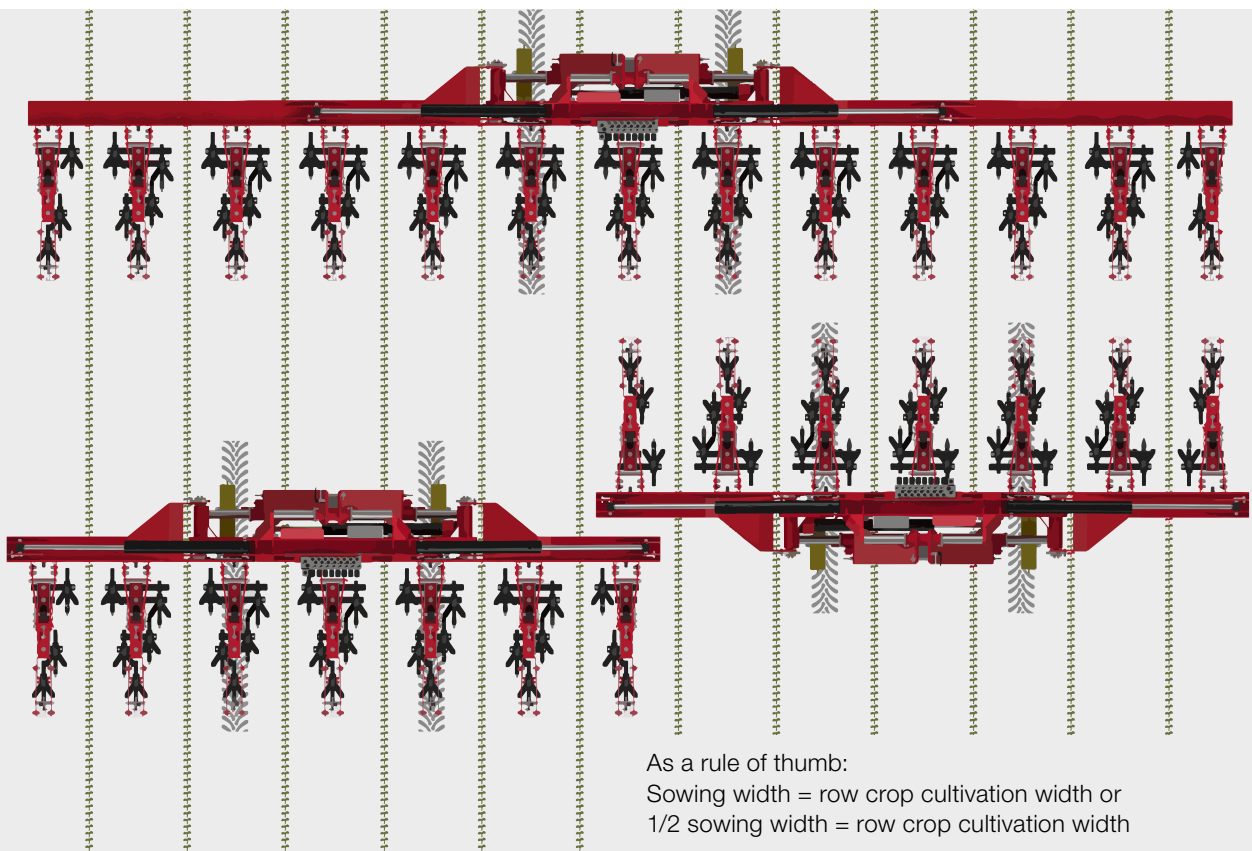 As a rule of thumb:
Sowing width = row crop cultivation width or
1/2 sowing width = row crop cultivation width